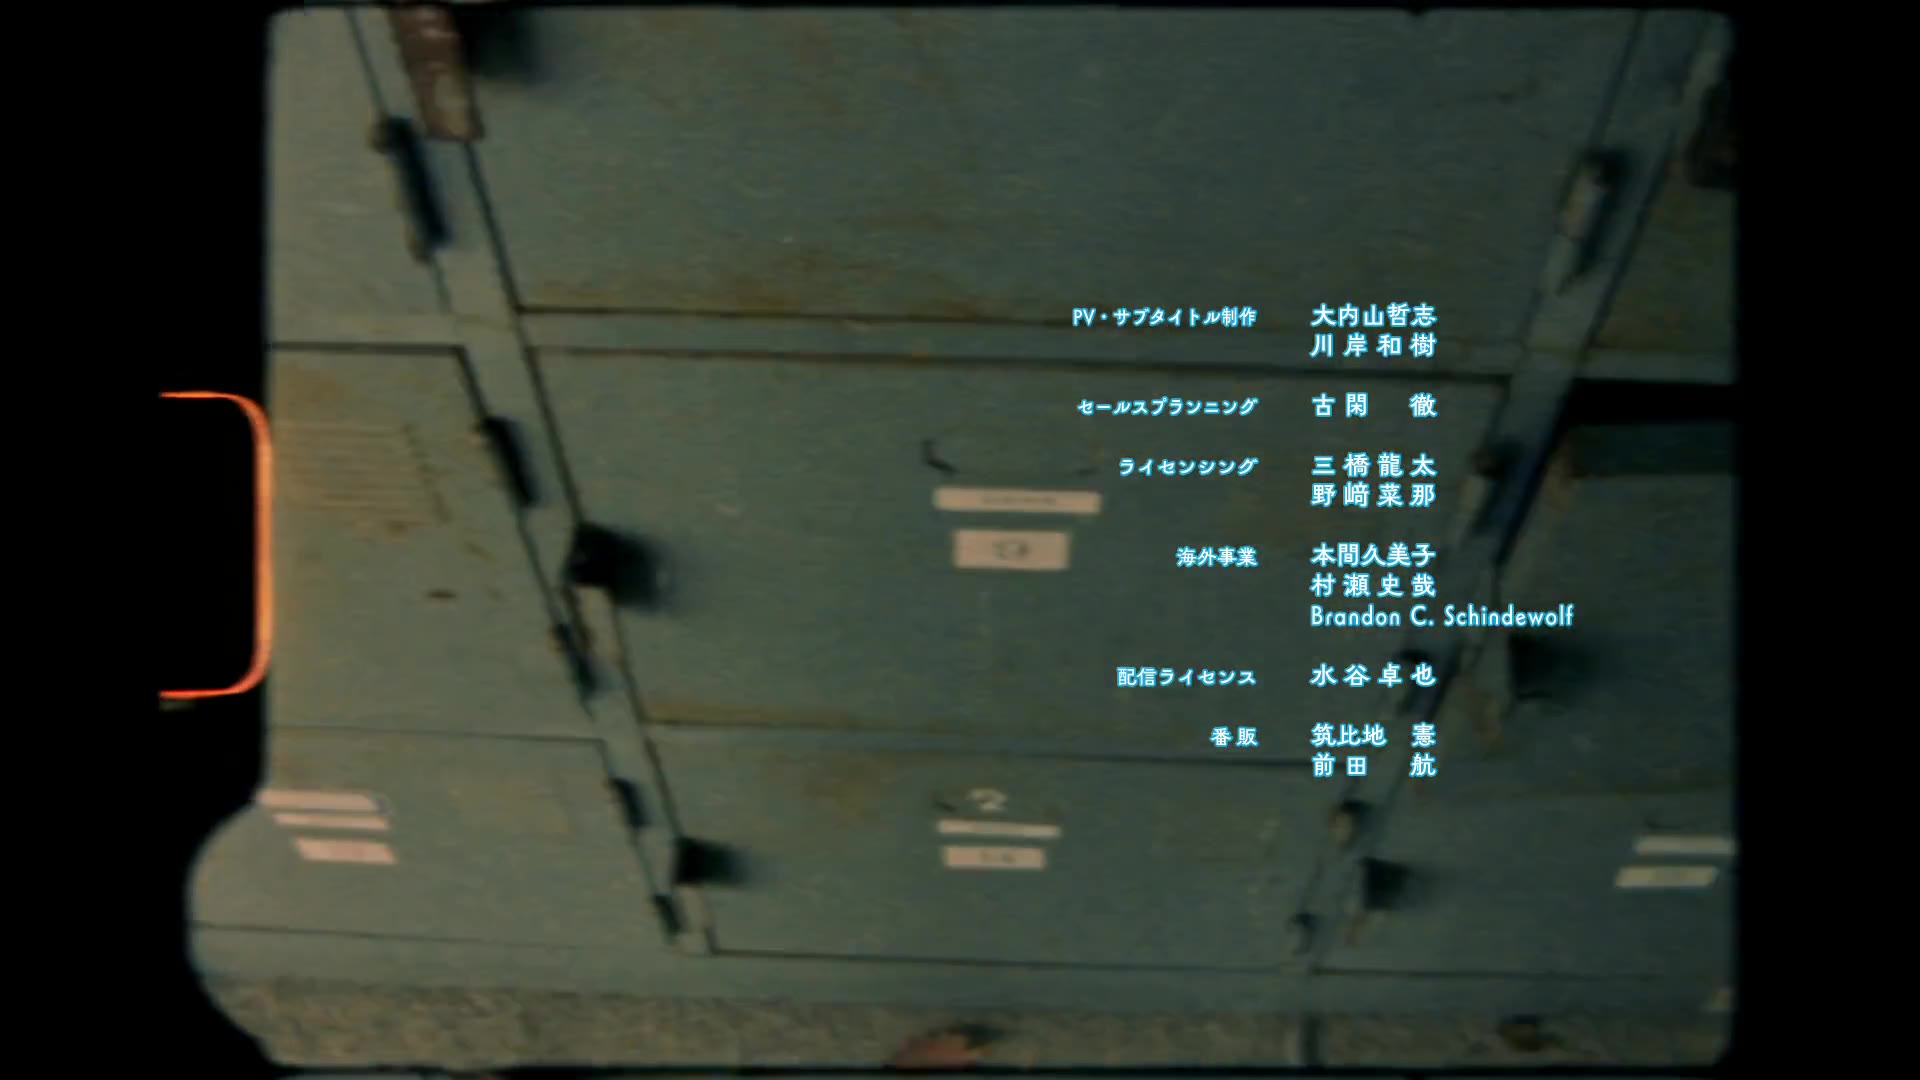 PV・サブタイトル制作 大内山哲志
川岸和樹
セールスプランニング 古閑 徹
ライセンシング 三橋龍太
野﨑菜那
海外事業 本間久美子
村瀬史哉
Brandon C. Schindewolf
配信ライセンス 水谷卓也
番販 筑比地 憲
前田 航